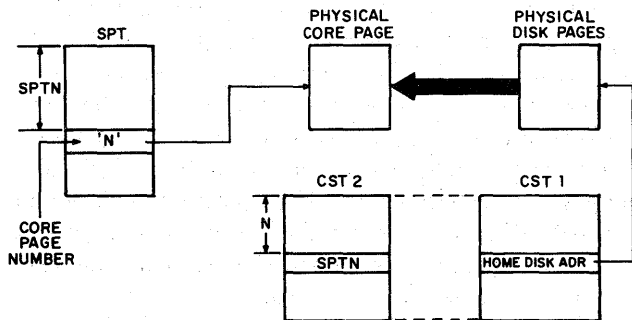 SPT
PHYSICAL
CORE PAGE
PHYSICAL
DISK PAGES
SPTN
'N'
CORE
PAGE
NUMBER
CST 2
CST 1
N
SPTN
HOME DISK ADR